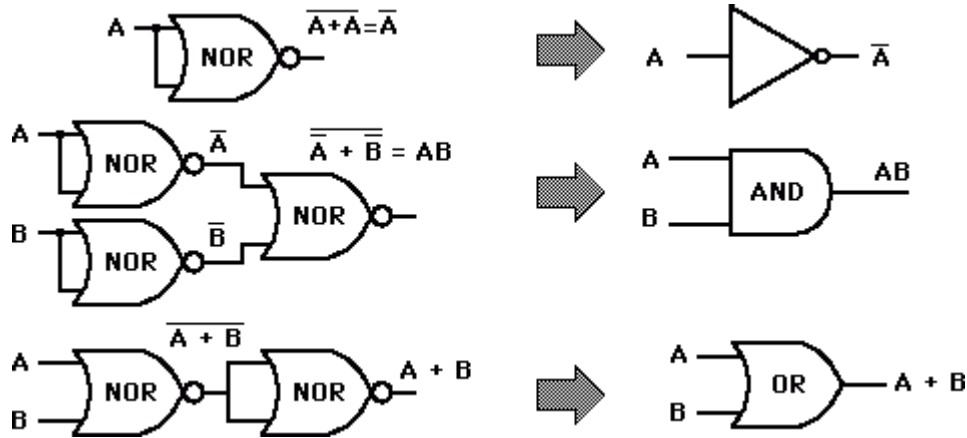 A NOR A̅+̅A̅=A̅ A A̅
A NOR A̅ A̅̅ ̅+̅ ̅B̅̅ = AB A AB
NOR AND
B NOR B̅ B
A̅ ̅+̅ ̅B̅
A NOR NOR A + B A OR A + B
B B